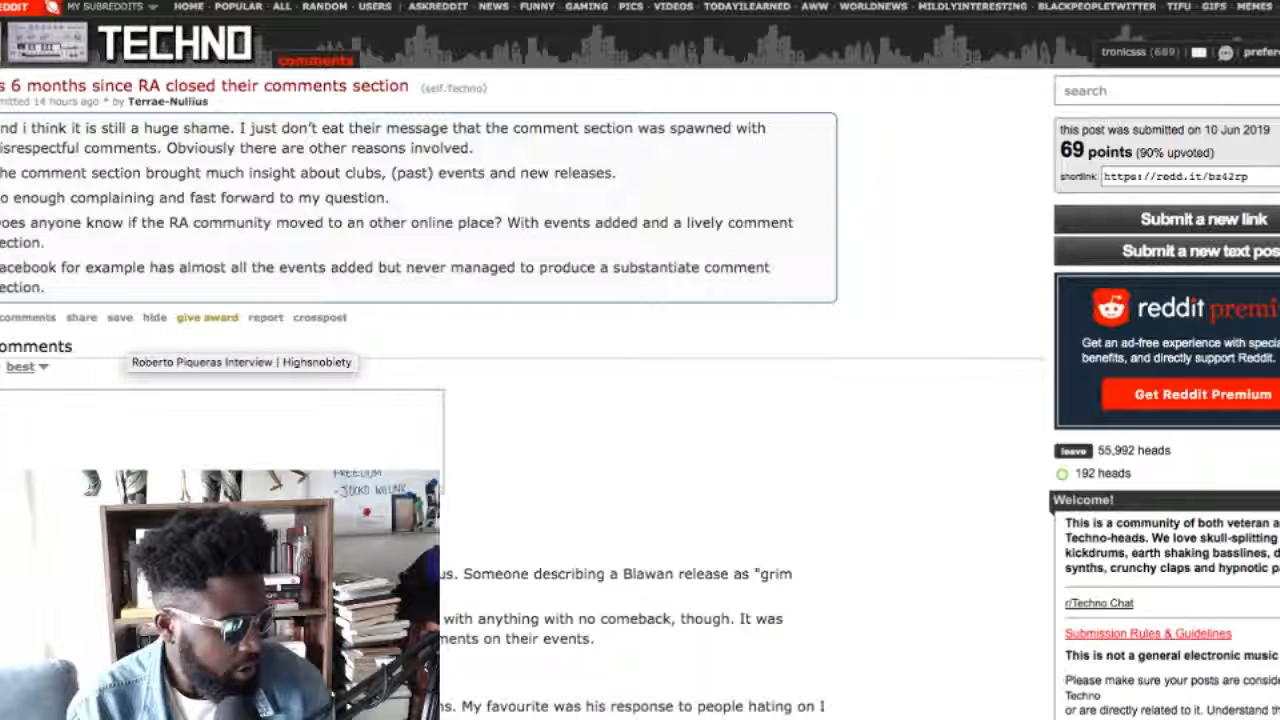 EDDIT MY SUBREDDITS HOME - POPULAR - ALL - RANDOM - USERS | ASKREDDIT - NEWS - FUNNY - GAMING - PICS - VIDEOS - TODAYILEARNED - AWW - WORLDNEWS - MILDLYINTERESTING - BLACKPEOPLETWITTER - TIFU - GIFS - MEMES
TECHNO comments tronicsss (689) | prefere
s 6 months since RA closed their comments section (self.Techno)
mitted 14 hours ago * by Terrae-Nullius
nd i think it is still a huge shame. I just don't eat their message that the comment section was spawned with
isrespectful comments. Obviously there are other reasons involved.
he comment section brought much insight about clubs, (past) events and new releases.
o enough complaining and fast forward to my question.
oes anyone know if the RA community moved to an other online place? With events added and a lively comment
ection.
acebook for example has almost all the events added but never managed to produce a substantiate comment
ection.
comments share save hide give award report crosspost
omments
best
Roberto Piqueras Interview | Highsnobiety
FREEDOM
us. Someone describing a Blawan release as "grim
with anything with no comeback, though. It was
ments on their events.
ns. My favourite was his response to people hating on I
search
this post was submitted on 10 Jun 2019
69 points (90% upvoted)
shortlink: https://redd.it/bz42rp
Submit a new link
Submit a new text pos
reddit premi
Get an ad-free experience with specia
benefits, and directly support Reddit.
Get Reddit Premium
leave 55,992 heads
192 heads
Welcome!
This is a community of both veteran a
Techno-heads. We love skull-splitting
kickdrums, earth shaking basslines, d
synths, crunchy claps and hypnotic p
r/Techno Chat
Submission Rules & Guidelines
This is not a general electronic music
Please make sure your posts are conside
Techno
or are directly related to it. Understand th